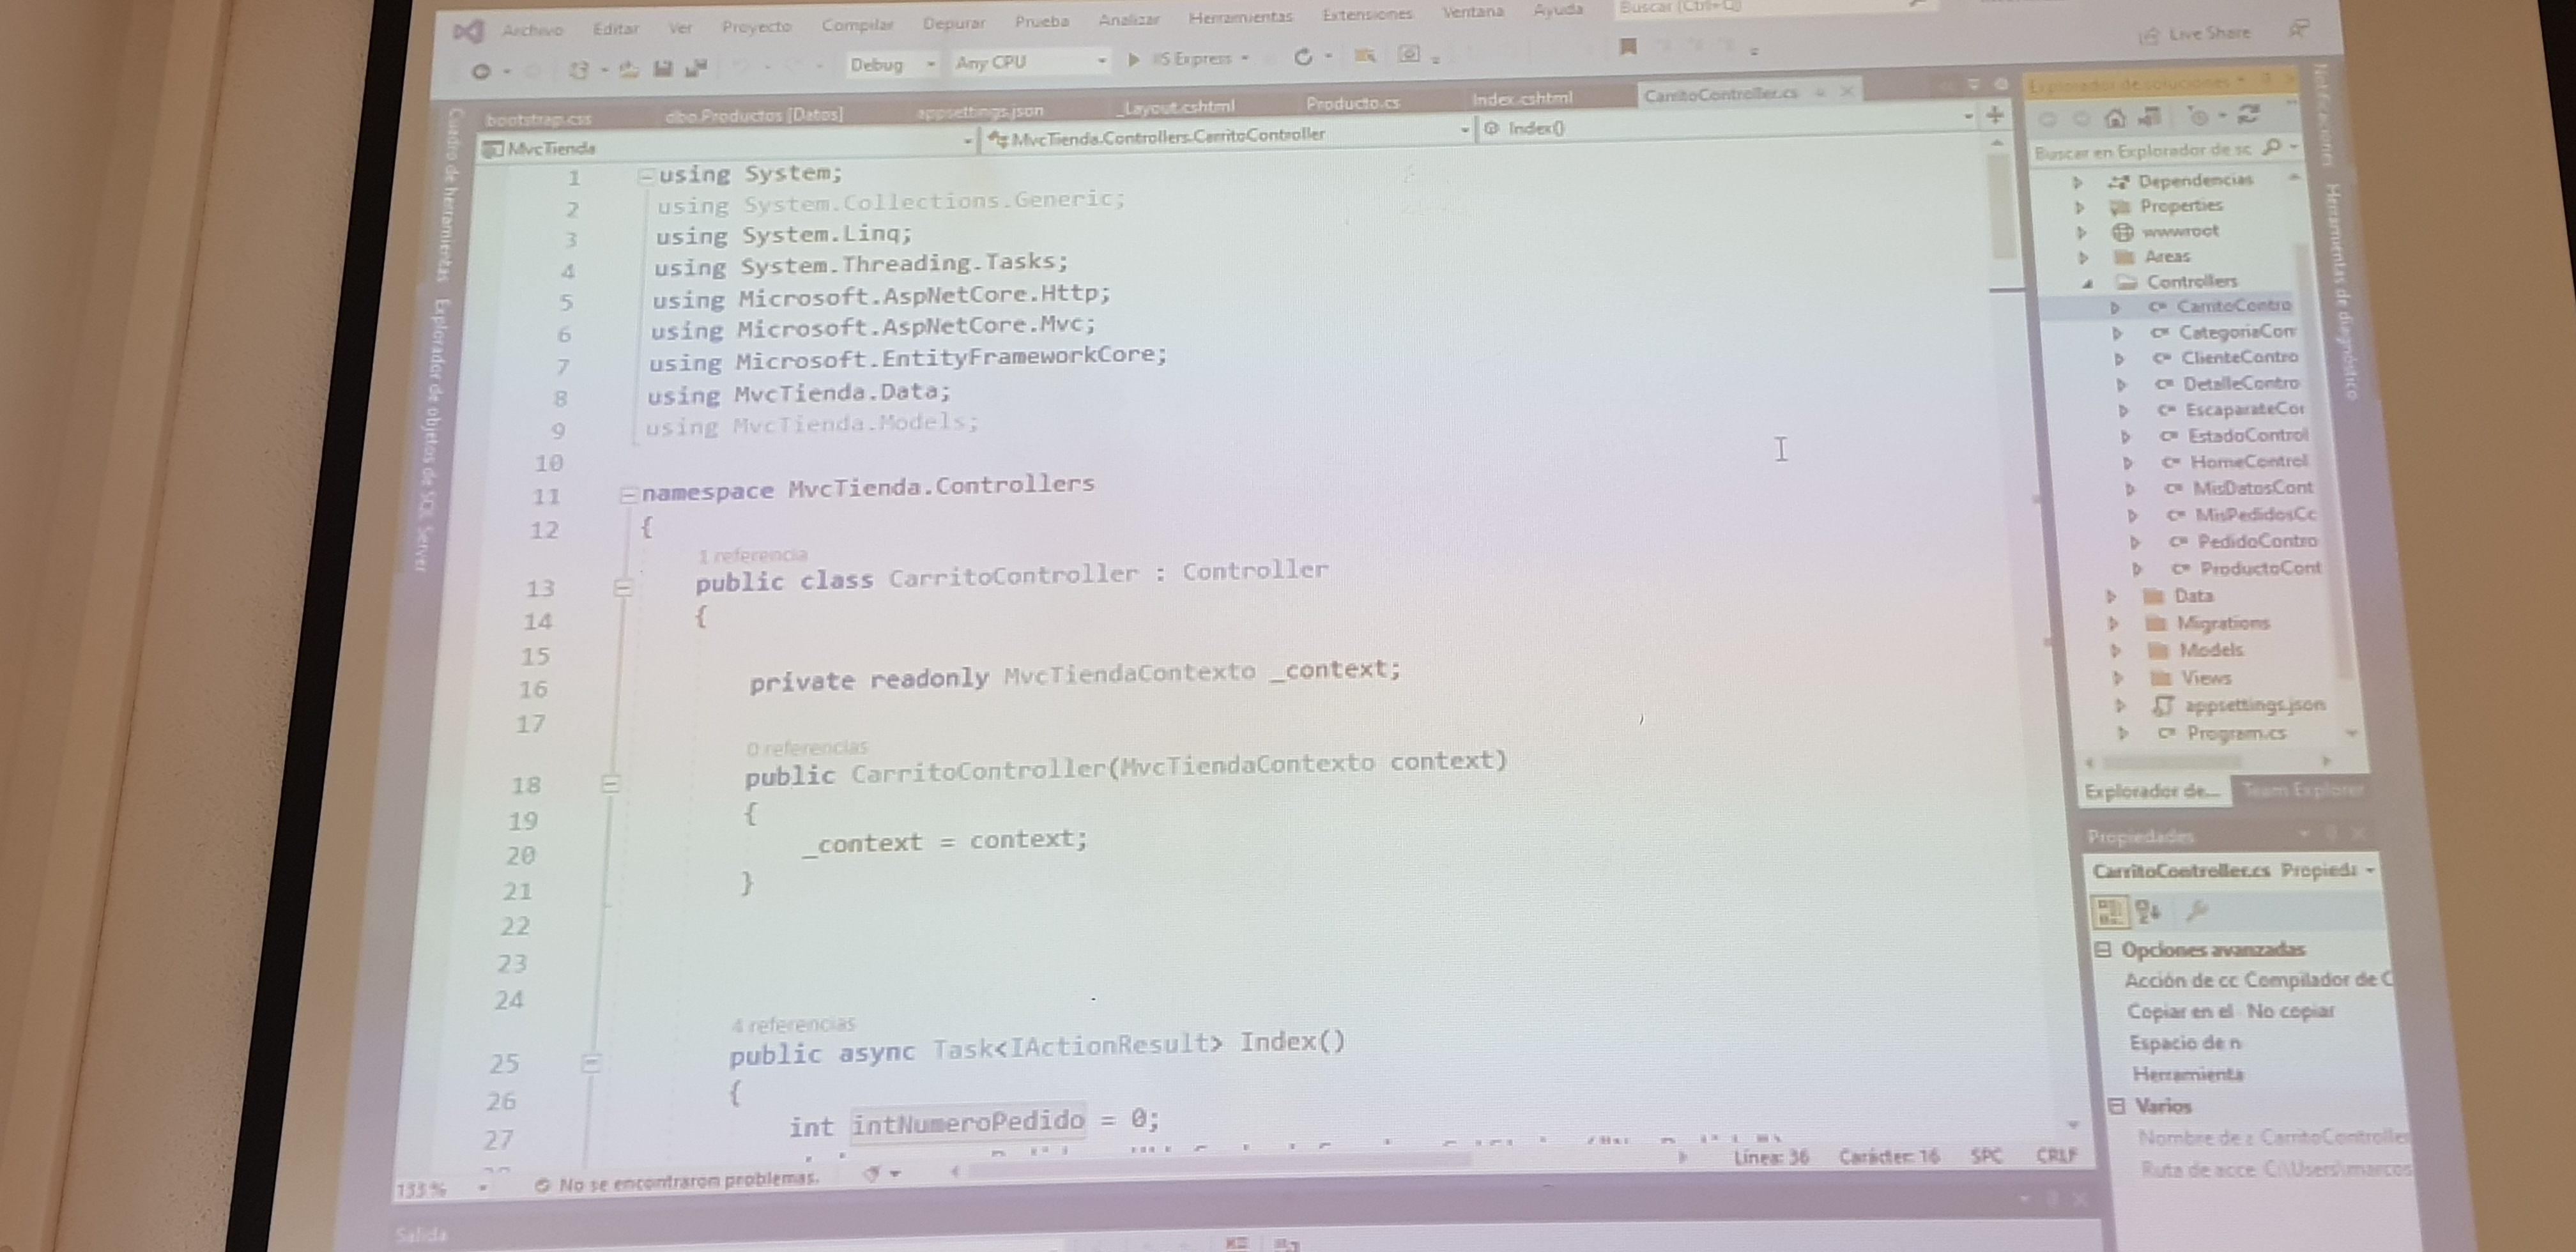 Archivo Editar Ver Proyecto Compilar Depurar Prueba Analizar Herramientas Extensiones Ventana Ayuda Buscar (Ctrl+Q)
Live Share
Debug Any CPU IIS Express
bootstrap.css dbo.Productos [Datos] appsettings.json _Layout.cshtml Producto.cs Index.cshtml CarritoController.cs
MvcTienda MvcTienda.Controllers.CarritoController Index()
1 using System;
2 using System.Collections.Generic;
3 using System.Linq;
4 using System.Threading.Tasks;
5 using Microsoft.AspNetCore.Http;
6 using Microsoft.AspNetCore.Mvc;
7 using Microsoft.EntityFrameworkCore;
8 using MvcTienda.Data;
9 using MvcTienda.Models;
10
11 namespace MvcTienda.Controllers
12 {
1 referencia
13 public class CarritoController : Controller
14 {
15
16 private readonly MvcTiendaContexto _context;
17
0 referencias
18 public CarritoController(MvcTiendaContexto context)
19 {
20 _context = context;
21 }
22
23
24
4 referencias
25 public async Task<IActionResult> Index()
26 {
27 int intNumeroPedido = 0;
133 % No se encontraron problemas. Línea: 36 Carácter: 16 SPC CRLF
Salida
Cuadro de herramientas
Explorador de objetos de SQL Server
Explorador de soluciones
Buscar en Explorador de sc
Dependencias
Properties
wwwroot
Areas
Controllers
C# CarritoContro
C# CategoriaCon
C# ClienteContro
C# DetalleContro
C# EscaparateCor
C# EstadoControl
C# HomeControl
C# MisDatosCont
C# MisPedidosCc
C# PedidoContro
C# ProductoCont
Data
Migrations
Models
Views
appsettings.json
C# Program.cs
Explorador de... Team Explorer
Propiedades
CarritoController.cs Propied
Opciones avanzadas
Acción de cc Compilador de C
Copiar en el No copiar
Espacio de n
Herramienta
Varios
Nombre de a CarritoController
Ruta de acce C:\Users\marcos
Notificaciones
Herramientas de diagnóstico